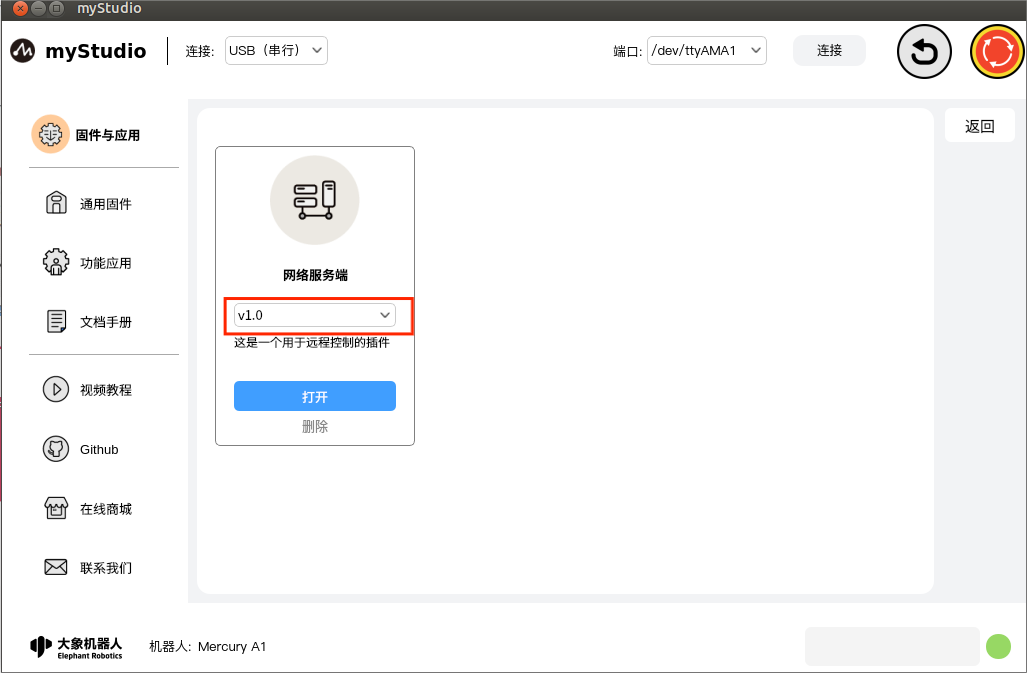 myStudio
myStudio
连接:
USB（串行）
端口:
/dev/ttyAMA1
连接
固件与应用
通用固件
功能应用
文档手册
视频教程
Github
在线商城
联系我们
网络服务端
v1.0
这是一个用于远程控制的插件
打开
删除
返回
大象机器人
Elephant Robotics
机器人: Mercury A1